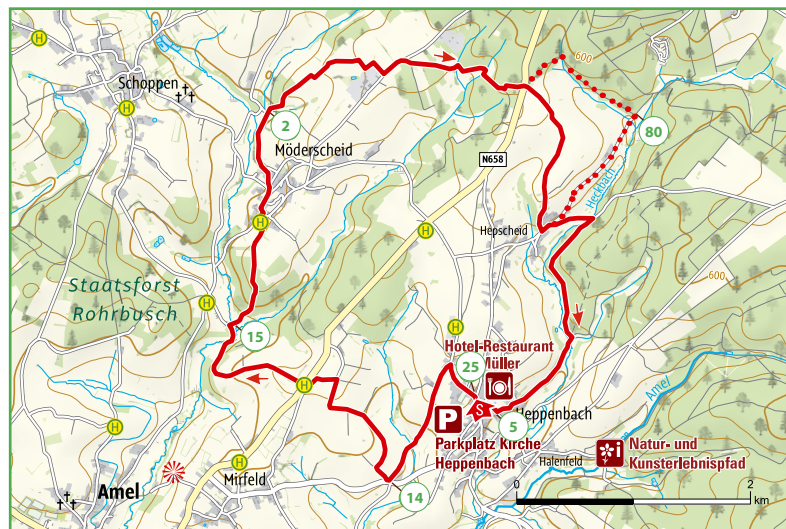 H
600
Schoppen
H
2
80
Möderscheid
N658
Heckbach
H
H
Hepscheid
600
Staatsforst
Rohrbusch
H
15
H
Hotel-Restaurant
Müller
25
H
P
S
Heppenbach
Amel
Parkplatz Kirche
Heppenbach
5
H
Natur- und
Kunsterlebnispfad
Halenfeld
H
Mirfeld
Amel
14
0
2
km